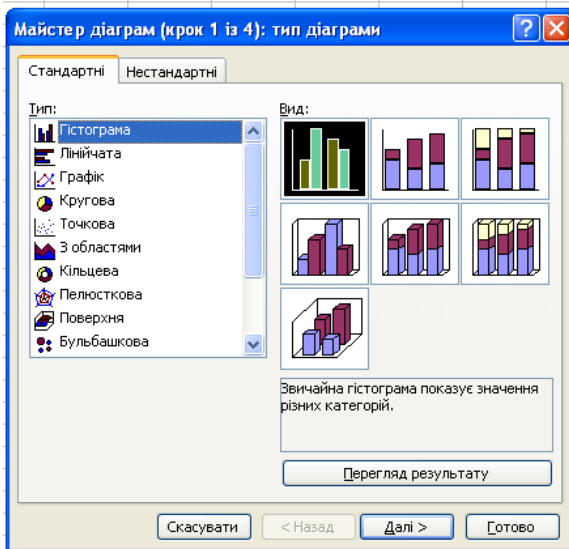 Майстер діаграм (крок 1 із 4): тип діаграми
Стандартні
Нестандартні
Тип:
Гістограма
Лінійчата
Графік
Кругова
Точкова
З областями
Кільцева
Пелюсткова
Поверхня
Бульбашкова
Вид:
Звичайна гістограма показує значення
різних категорій.
Перегляд результату
Скасувати
< Назад
Далі >
Готово